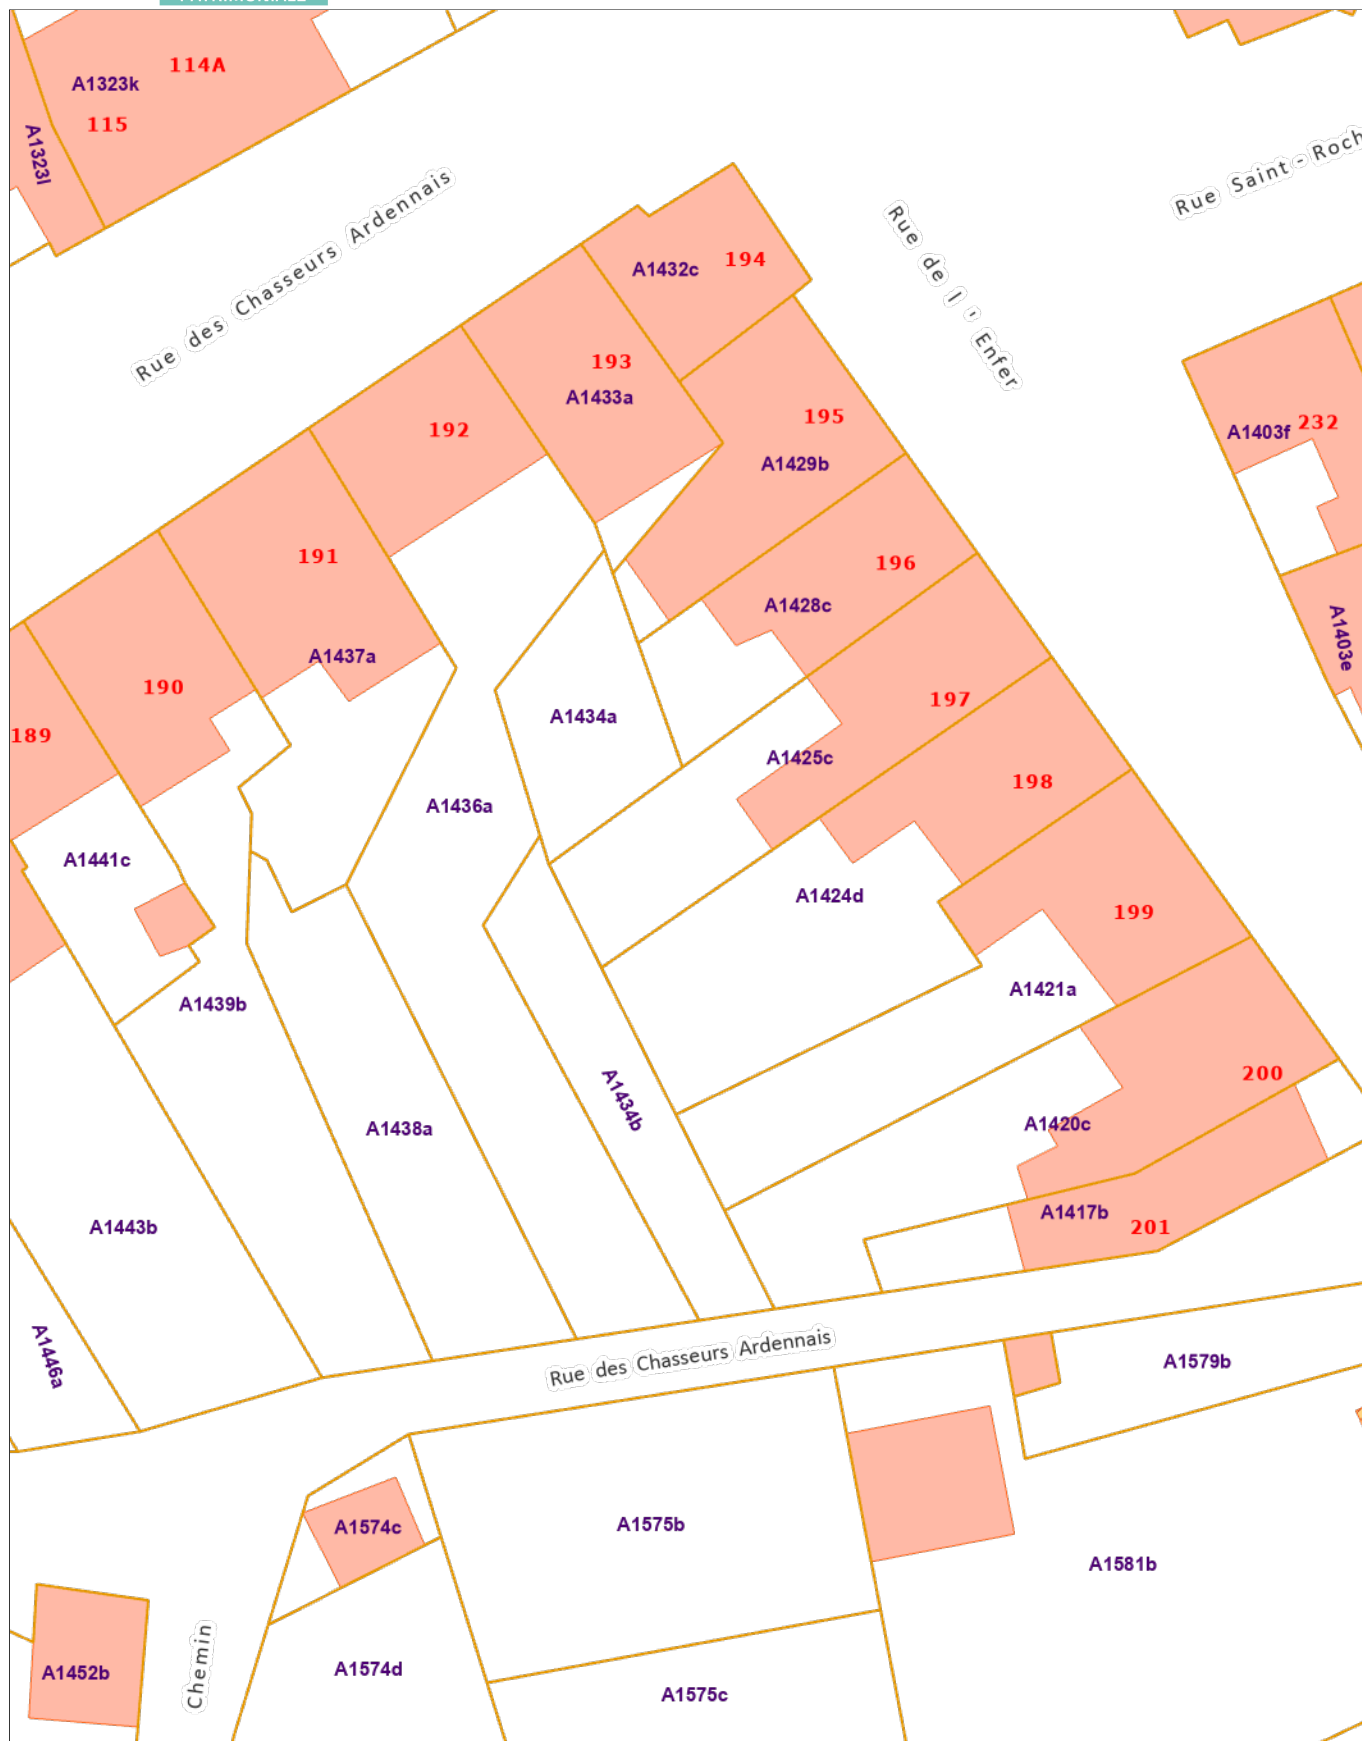 114A
A1323k
115
A1323l
Rue des Chasseurs Ardennais
Rue Saint - Roch
Rue de l ' Enfer
A1432c
194
193
A1433a
192
195
A1429b
A1403f
232
191
196
A1428c
A1403e
A1437a
190
197
A1434a
189
A1425c
198
A1436a
A1441c
A1424d
199
A1421a
A1439b
200
A1434b
A1420c
A1438a
A1417b
201
A1443b
A1446a
Rue des Chasseurs Ardennais
A1579b
A1575b
A1574c
A1581b
Chemin
A1452b
A1574d
A1575c